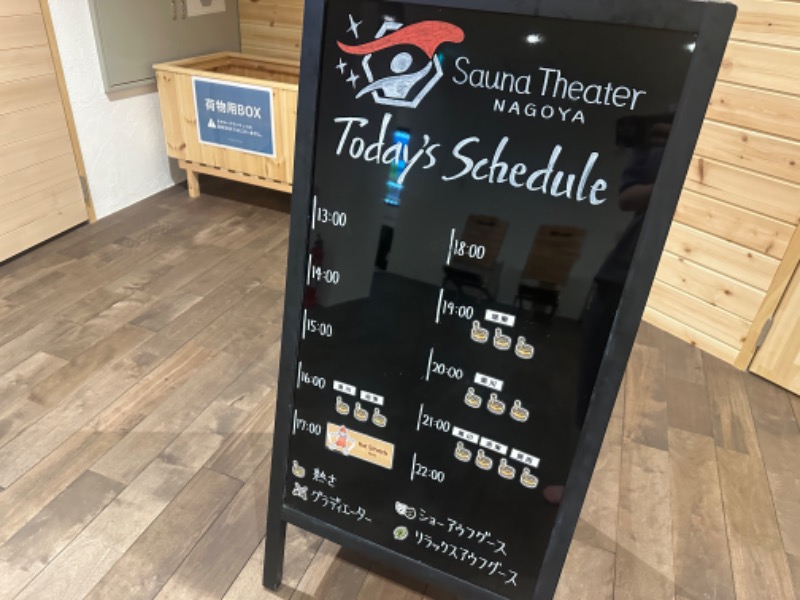 Sauna Theater
NAGOYA
Today's Schedule
荷物用BOX
13:00
14:00
15:00
16:00
17:00
18:00
19:00
20:00
21:00
22:00
熱さ
グラディエーター
ショーアウフグース
リラックスアウフグース